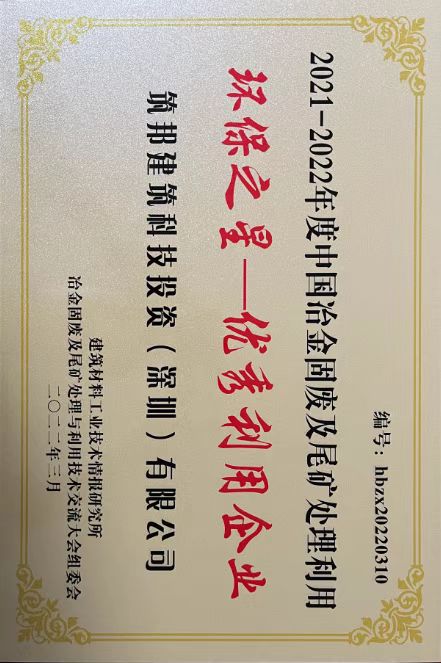 编号：hbzx20220310
2021-2022年度中国冶金固废及尾矿处理利用
环保之星—优秀利用企业
筑邦建筑科技投资（深圳）有限公司
建筑材料工业技术情报研究所
冶金固废及尾矿处理与利用技术交流大会组委会
二〇二二年三月